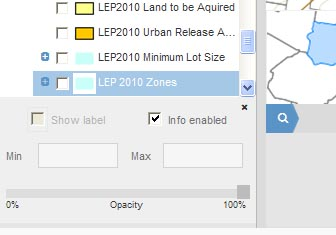 LEP2010 Land to be Aquired
LEP2010 Urban Release A...
LEP2010 Minimum Lot Size
LEP 2010 Zones
Show label
Info enabled
Min
Max
0%
Opacity
100%